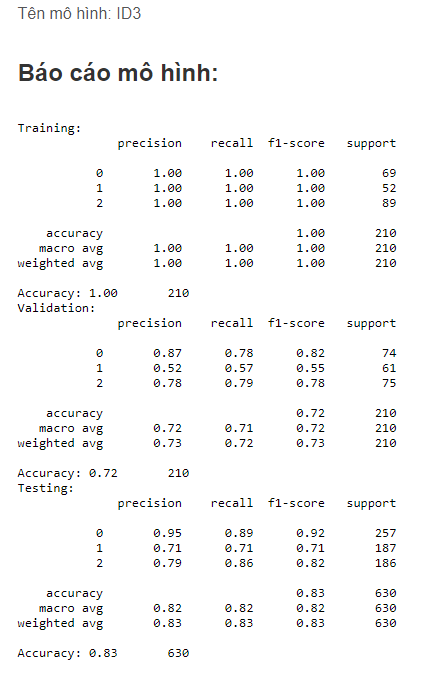 Tên mô hình: ID3
Báo cáo mô hình:
Training:
precision recall f1-score support
0 1.00 1.00 1.00 69
1 1.00 1.00 1.00 52
2 1.00 1.00 1.00 89
accuracy 1.00 210
macro avg 1.00 1.00 1.00 210
weighted avg 1.00 1.00 1.00 210
Accuracy: 1.00 210
Validation:
precision recall f1-score support
0 0.87 0.78 0.82 74
1 0.52 0.57 0.55 61
2 0.78 0.79 0.78 75
accuracy 0.72 210
macro avg 0.72 0.71 0.72 210
weighted avg 0.73 0.72 0.73 210
Accuracy: 0.72 210
Testing:
precision recall f1-score support
0 0.95 0.89 0.92 257
1 0.71 0.71 0.71 187
2 0.79 0.86 0.82 186
accuracy 0.83 630
macro avg 0.82 0.82 0.82 630
weighted avg 0.83 0.83 0.83 630
Accuracy: 0.83 630